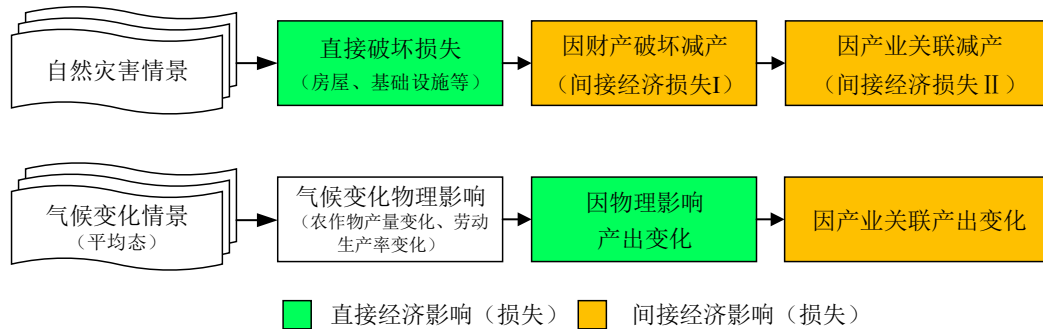 自然灾害情景
直接破坏损失
（房屋、基础设施等）
因财产破坏减产
（间接经济损失I）
因产业关联减产
（间接经济损失Ⅱ）
气候变化情景
（平均态）
气候变化物理影响
（农作物产量变化、劳动
生产率变化）
因物理影响
产出变化
因产业关联产出变化
直接经济影响（损失）
间接经济影响（损失）